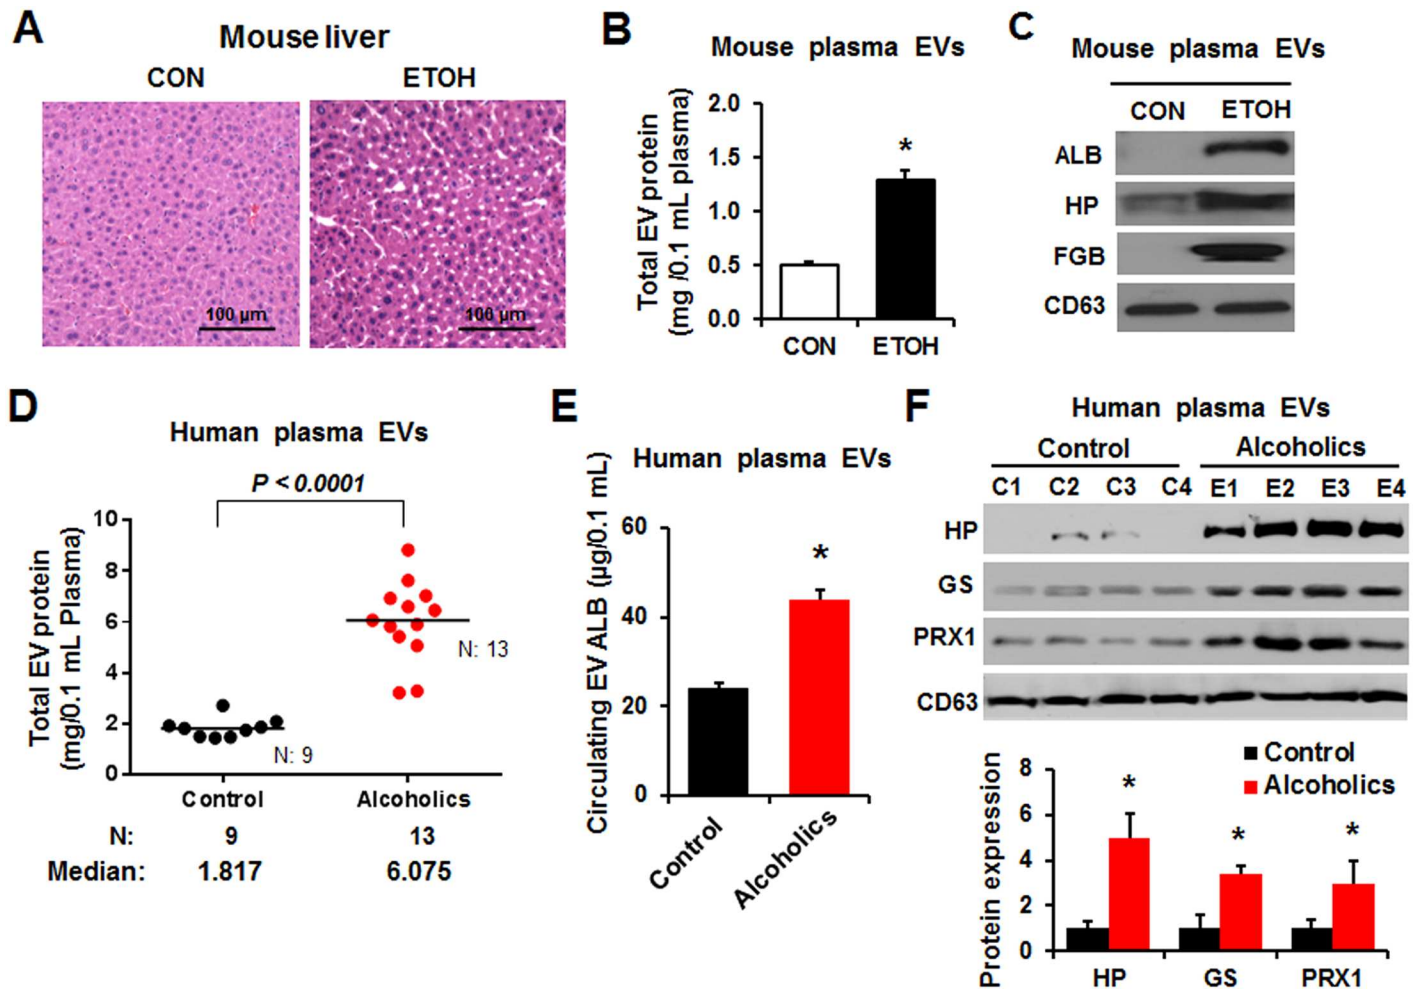 A
Mouse liver
CON ETOH
100 µm 100 µm
B
Mouse plasma EVs
Total EV protein
(mg /0.1 mL plasma)
2.0
1.5
1.0
0.5
0.0
*
CON ETOH
C
Mouse plasma EVs
CON ETOH
ALB
HP
FGB
CD63
D
Human plasma EVs
P < 0.0001
Total EV protein
(mg/0.1 mL Plasma)
10
8
6
4
2
0
N: 13
N: 9
Control Alcoholics
N: 9 13
Median: 1.817 6.075
E
Human plasma EVs
Circulating EV ALB (µg/0.1 mL)
60
40
20
0
*
Control Alcoholics
F
Human plasma EVs
Control Alcoholics
C1 C2 C3 C4 E1 E2 E3 E4
HP
GS
PRX1
CD63
Control
Alcoholics
Protein expression
8
6
4
2
0
* * *
HP GS PRX1